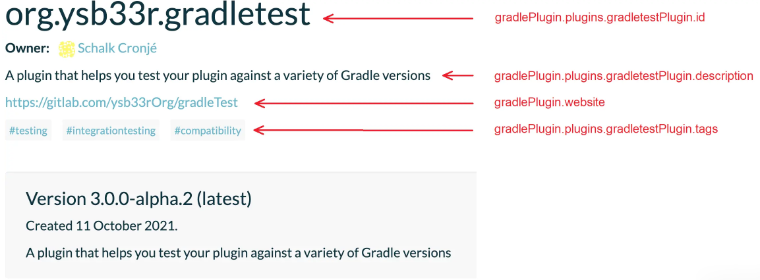 org.ysb33r.gradletest
gradlePlugin.plugins.gradletestPlugin.id
Owner: Schalk Cronjé
A plugin that helps you test your plugin against a variety of Gradle versions
gradlePlugin.plugins.gradletestPlugin.description
https://gitlab.com/ysb33rOrg/gradleTest
gradlePlugin.website
#testing #integrationtesting #compatibility
gradlePlugin.plugins.gradletestPlugin.tags
Version 3.0.0-alpha.2 (latest)
Created 11 October 2021.
A plugin that helps you test your plugin against a variety of Gradle versions